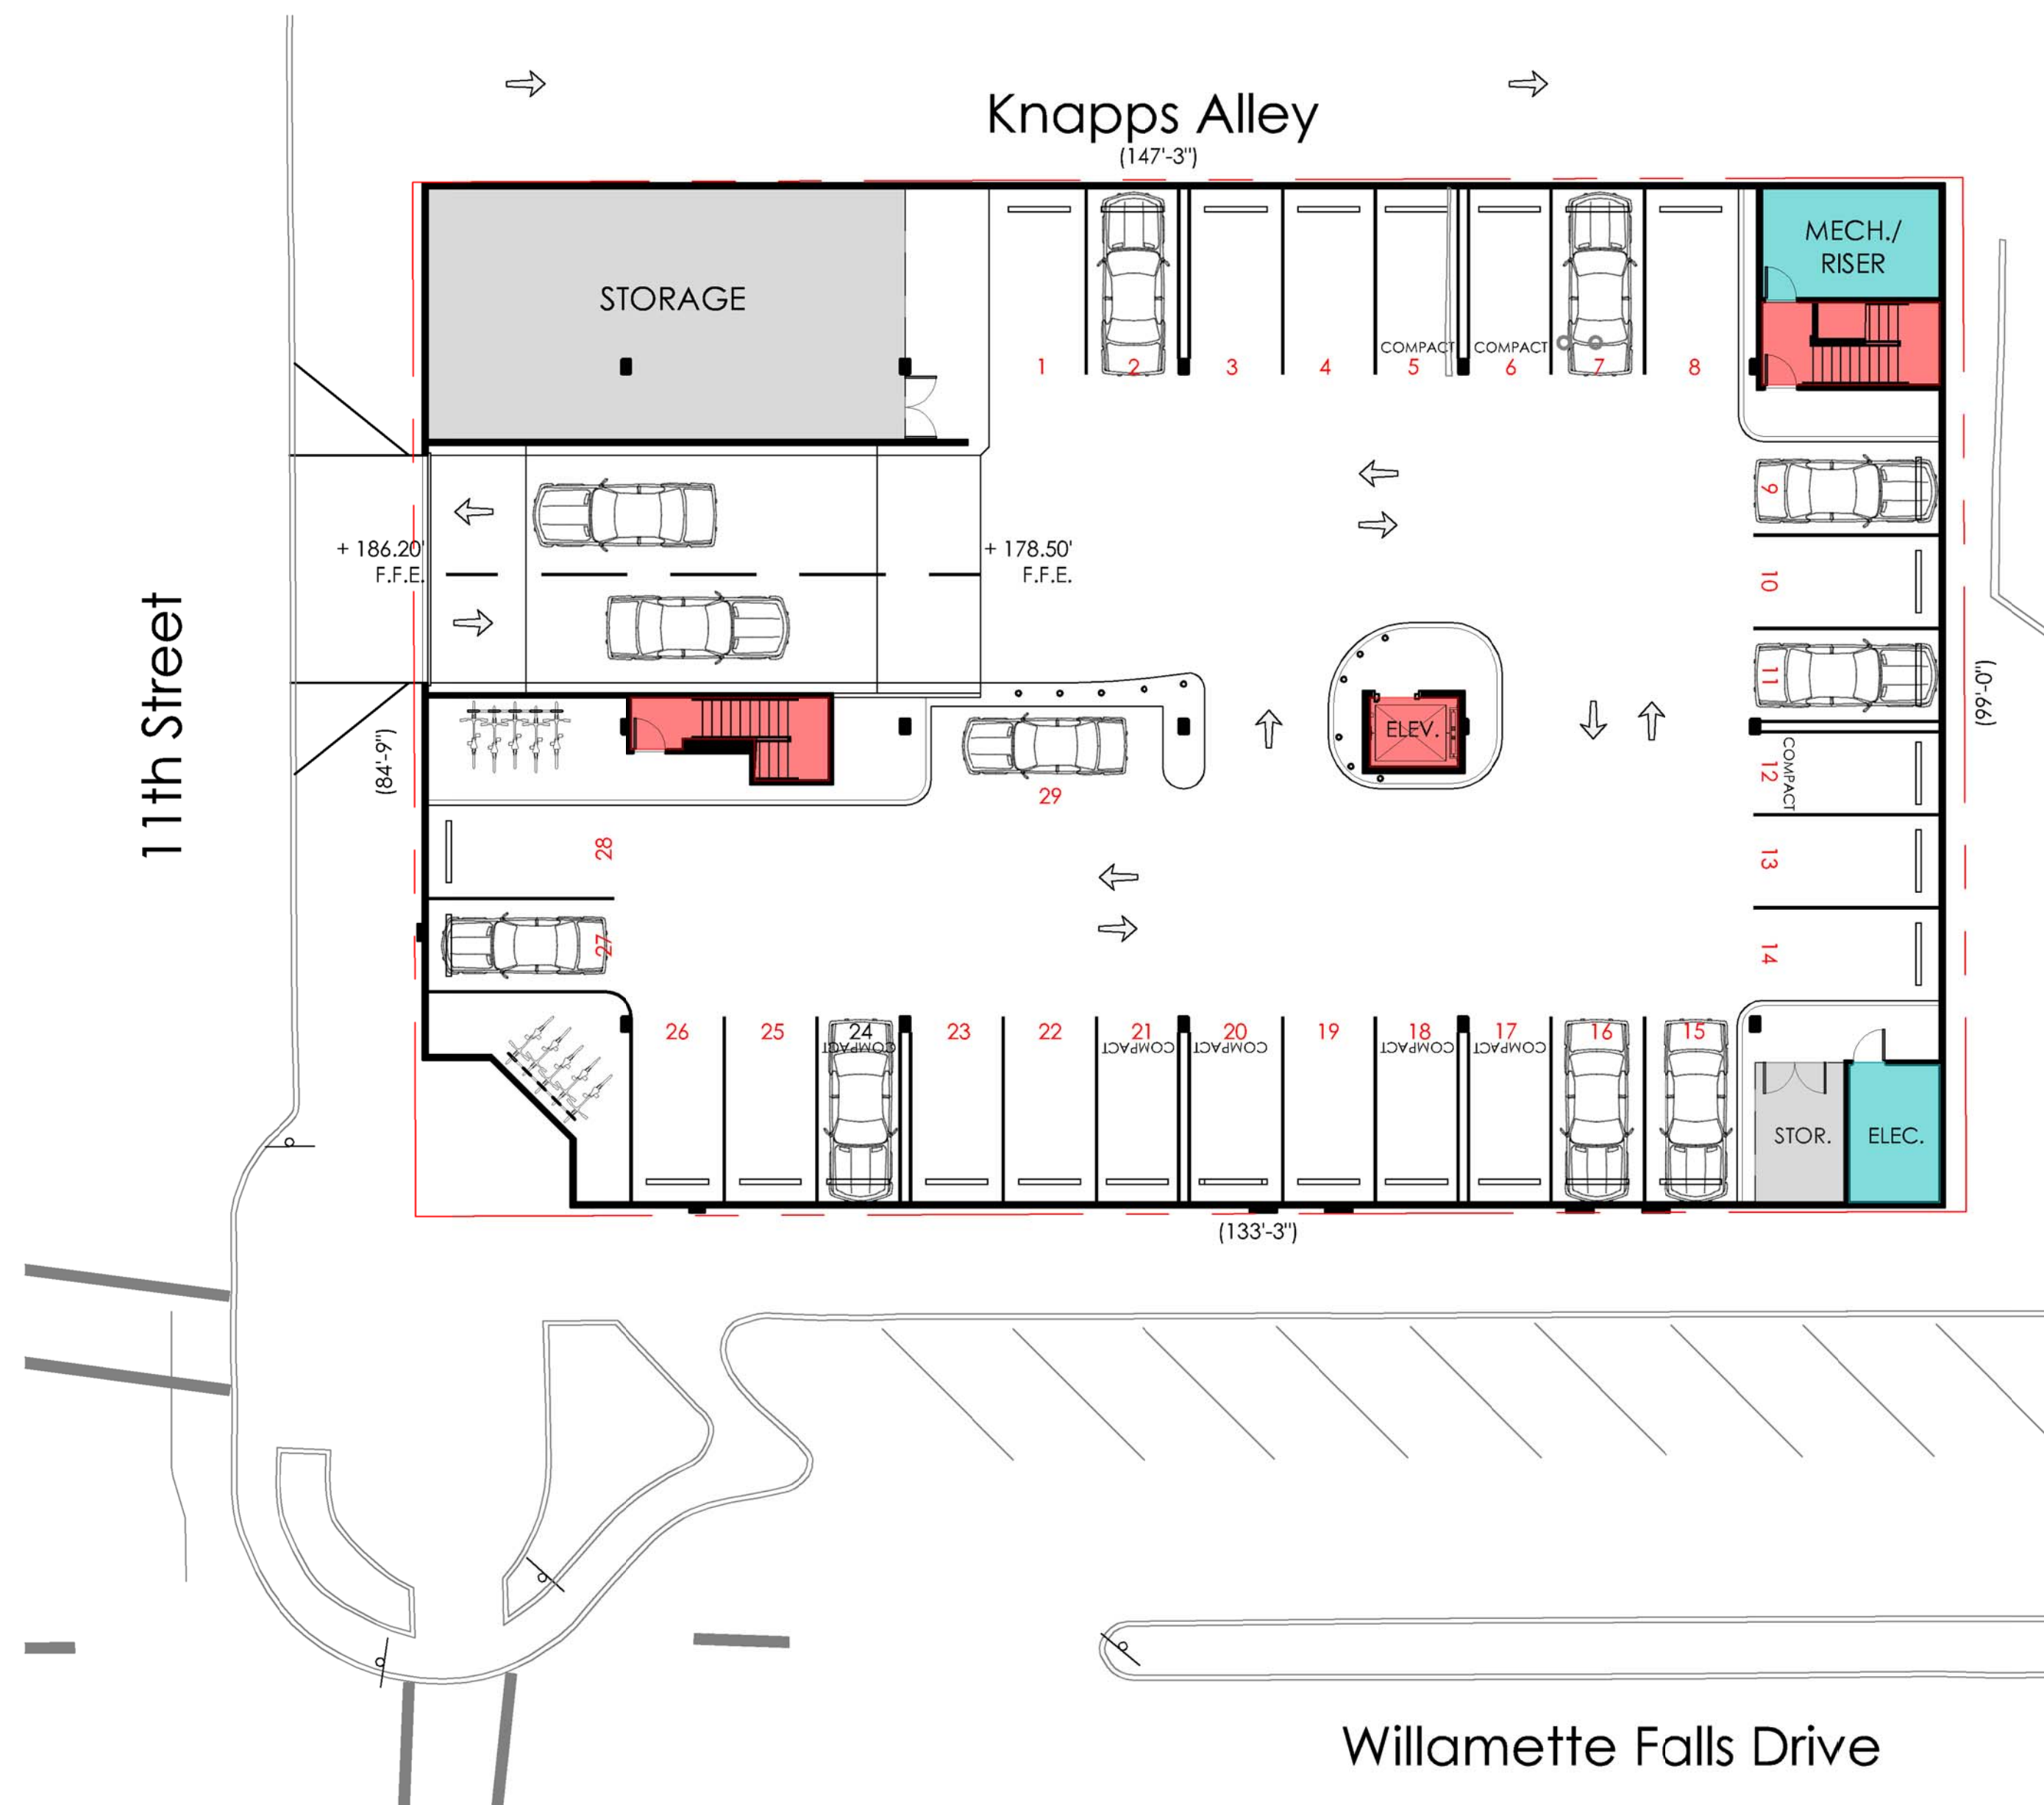 Knapps Alley
(147'-3")
MECH./
RISER
STORAGE
COMPACT
COMPACT
1
2
3
4
5
6
7
8
9
+ 186.20'
F.F.E.
+ 178.50'
F.F.E.
10
11th Street
11
(99'-0")
ELEV.
(84'-9")
12
COMPACT
29
28
13
27
14
26
25
24
23
22
21
20
19
18
17
16
15
COMPACT
COMPACT
COMPACT
COMPACT
COMPACT
STOR.
ELEC.
(133'-3")
Willamette Falls Drive